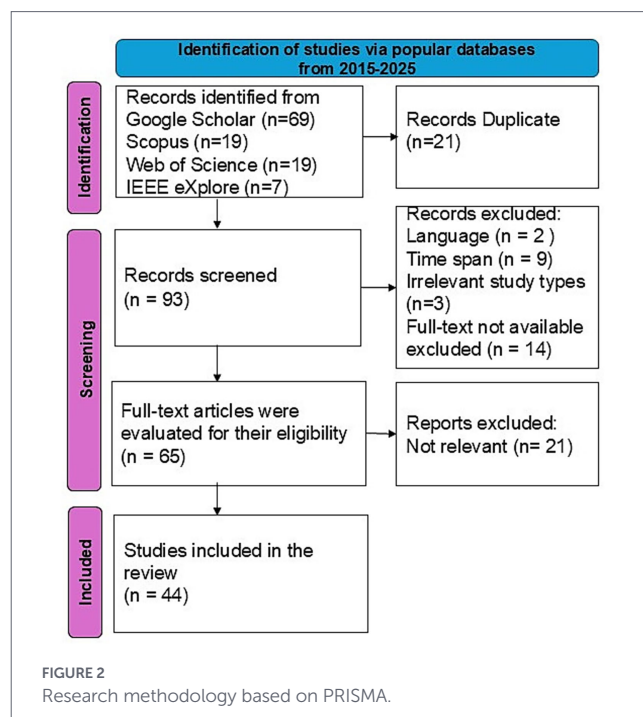 Identification of studies via popular databases
from 2015-2025
Identification
Records identified from
Google Scholar (n=69)
Scopus (n=19)
Web of Science (n=19)
IEEE eXplore (n=7)
Records Duplicate
(n=21)
Screening
Records screened
(n = 93)
Records excluded:
Language (n = 2 )
Time span (n = 9)
Irrelevant study types
(n=3)
Full-text not available
excluded (n = 14)
Full-text articles were
evaluated for their eligibility
(n = 65)
Reports excluded:
Not relevant (n= 21)
Included
Studies included in the
review
(n = 44)
FIGURE 2
Research methodology based on PRISMA.